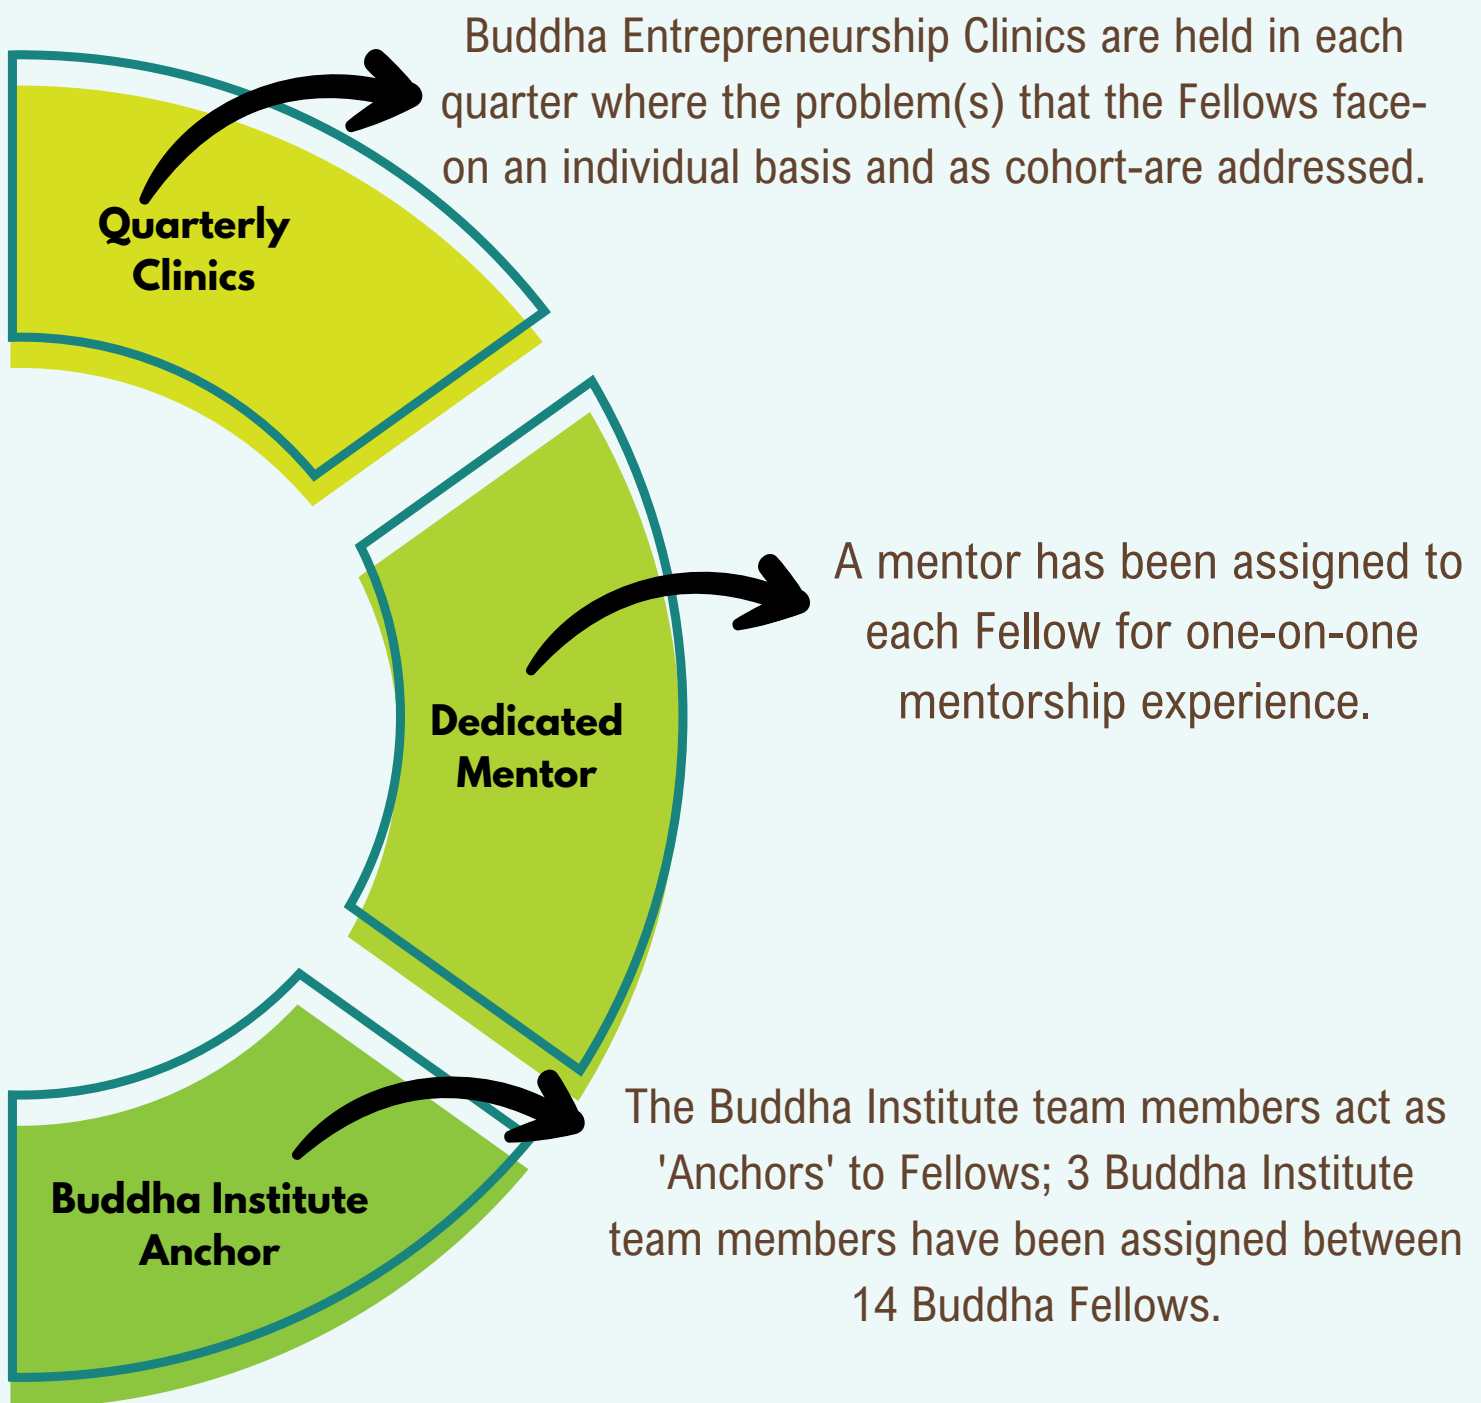 Buddha Entrepreneurship Clinics are held in each
quarter where the problem(s) that the Fellows face-
on an individual basis and as cohort-are addressed.
Quarterly
Clinics
A mentor has been assigned to
each Fellow for one-on-one
mentorship experience.
Dedicated
Mentor
The Buddha Institute team members act as
'Anchors' to Fellows; 3 Buddha Institute
team members have been assigned between
14 Buddha Fellows.
Buddha Institute
Anchor